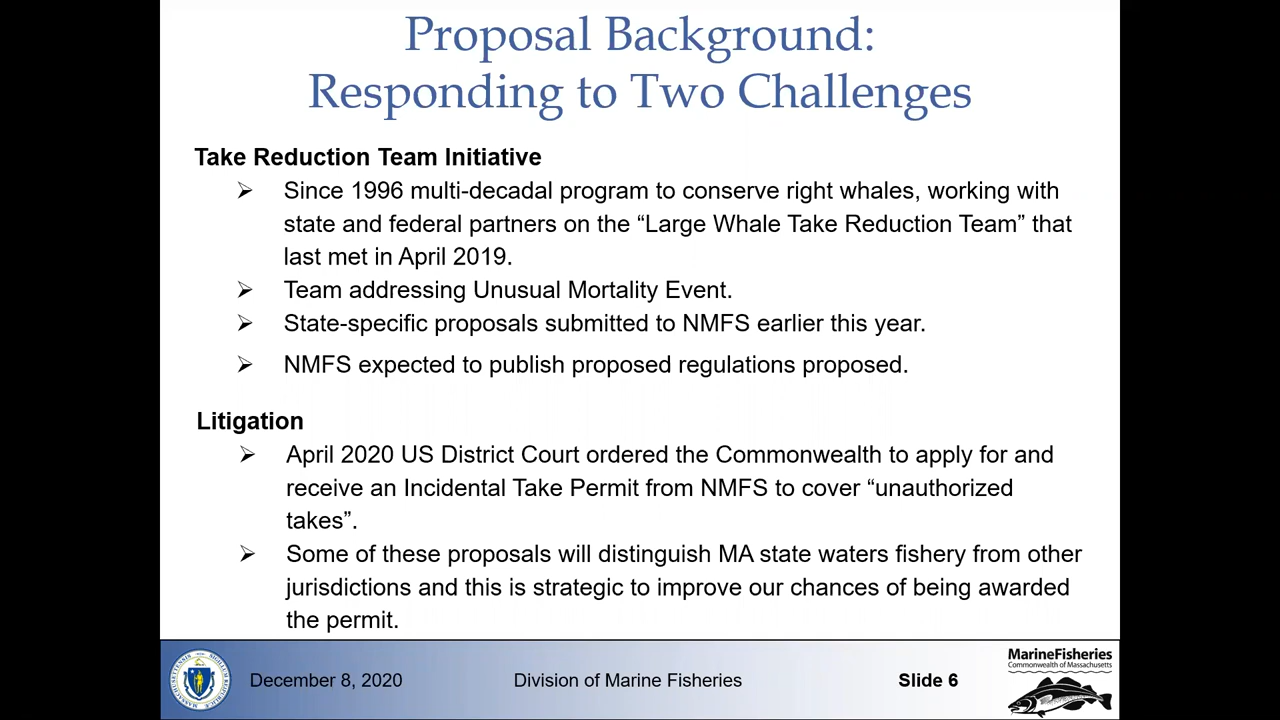 Proposal Background:
Responding to Two Challenges
Take Reduction Team Initiative
➢ Since 1996 multi-decadal program to conserve right whales, working with
state and federal partners on the “Large Whale Take Reduction Team” that
last met in April 2019.
➢ Team addressing Unusual Mortality Event.
➢ State-specific proposals submitted to NMFS earlier this year.
➢ NMFS expected to publish proposed regulations proposed.
Litigation
➢ April 2020 US District Court ordered the Commonwealth to apply for and
receive an Incidental Take Permit from NMFS to cover “unauthorized
takes”.
➢ Some of these proposals will distinguish MA state waters fishery from other
jurisdictions and this is strategic to improve our chances of being awarded
the permit.
December 8, 2020
Division of Marine Fisheries
Slide 6
MarineFisheries
Commonwealth of Massachusetts